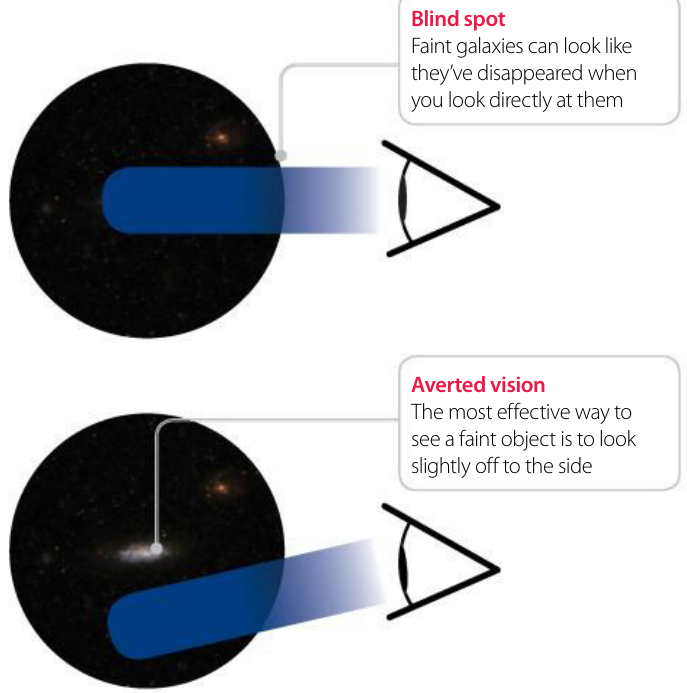 Blind spot
Faint galaxies can look like
they’ve disappeared when
you look directly at them
Averted vision
The most effective way to
see a faint object is to look
slightly off to the side